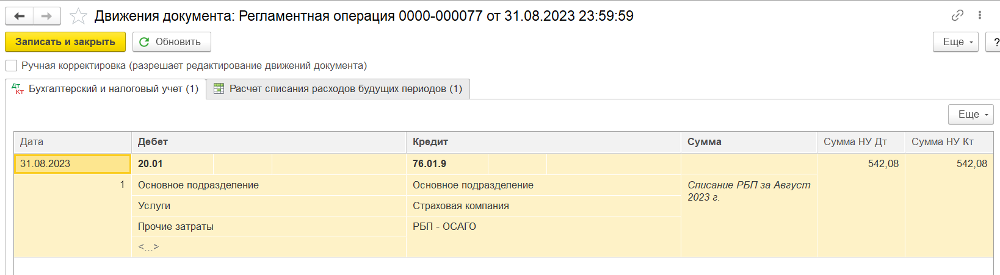 Движения документа: Регламентная операция 0000-000077 от 31.08.2023 23:59:59
Записать и закрыть
Обновить
Еще
?
Ручная корректировка (разрешает редактирование движений документа)
Дт
Кт
Бухгалтерский и налоговый учет (1)
Расчет списания расходов будущих периодов (1)
Еще
Дата Дебет Кредит Сумма Сумма НУ Дт Сумма НУ Кт
31.08.2023 20.01 76.01.9 542,08 542,08
1 Основное подразделение Основное подразделение Списание РБП за Август
2023 г.
Услуги Страховая компания
Прочие затраты РБП - ОСАГО
<...>